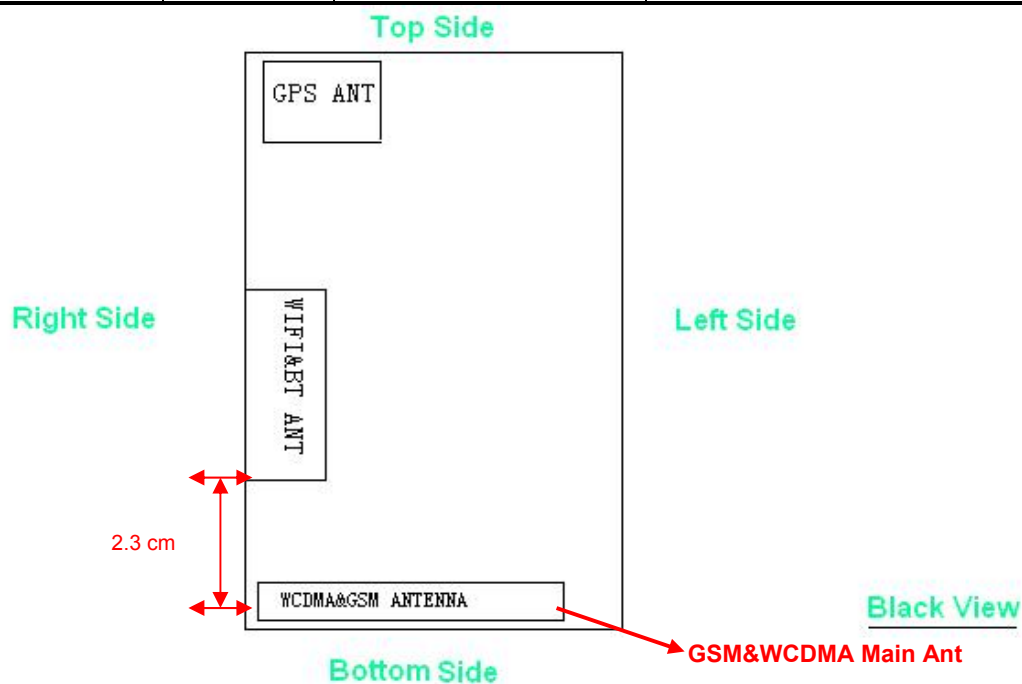 Top Side
GPS ANT
Right Side
WIFI&BT ANT
Left Side
2.3 cm
WCDMA&GSM ANTENNA
Black View
GSM&WCDMA Main Ant
Bottom Side